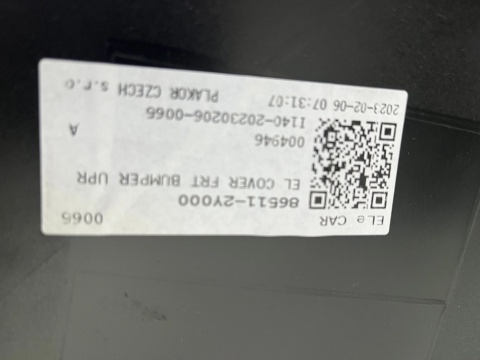 ELa CAR 0065
86511-2Y000
EL COVER FRT BUMPER UPR
004946 A
I140-20230206-0065
2023-02-06 07:31:07 PLAKOR CZECH s.r.o